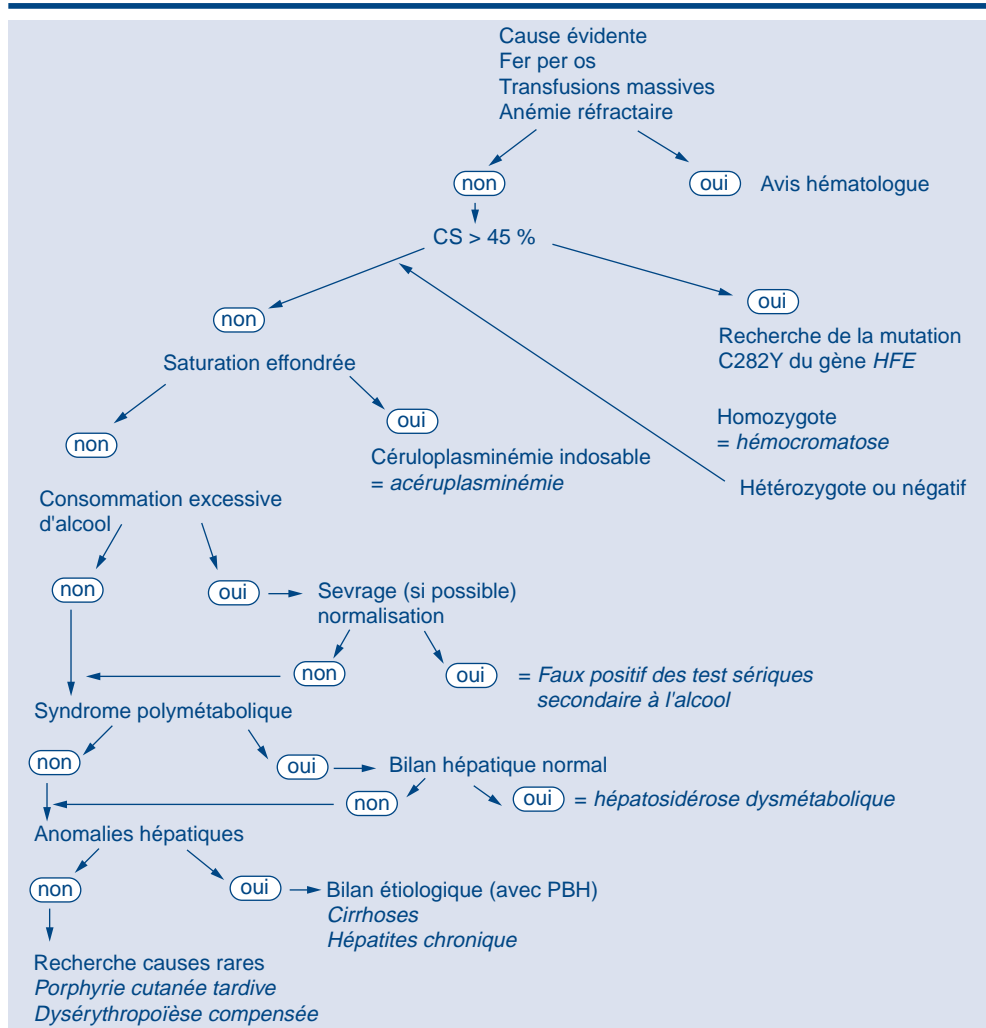 Cause évidente
Fer per os
Transfusions massives
Anémie réfractaire
non
oui
Avis hématologue
CS > 45 %
non
oui
Recherche de la mutation
C282Y du gène HFE
Saturation effondrée
Homozygote
= hémocromatose
non
oui
Céruloplasminémie indosable
= acéruplasminémie
Hétérozygote ou négatif
Consommation excessive
d'alcool
non
oui
Sevrage (si possible)
normalisation
non
oui
= Faux positif des test sériques
secondaire à l'alcool
Syndrome polymétabolique
non
oui
Bilan hépatique normal
non
oui
= hépatosidérose dysmétabolique
Anomalies hépatiques
non
oui
Bilan étiologique (avec PBH)
Cirrhoses
Hépatites chronique
Recherche causes rares
Porphyrie cutanée tardive
Dysérythropoïèse compensée